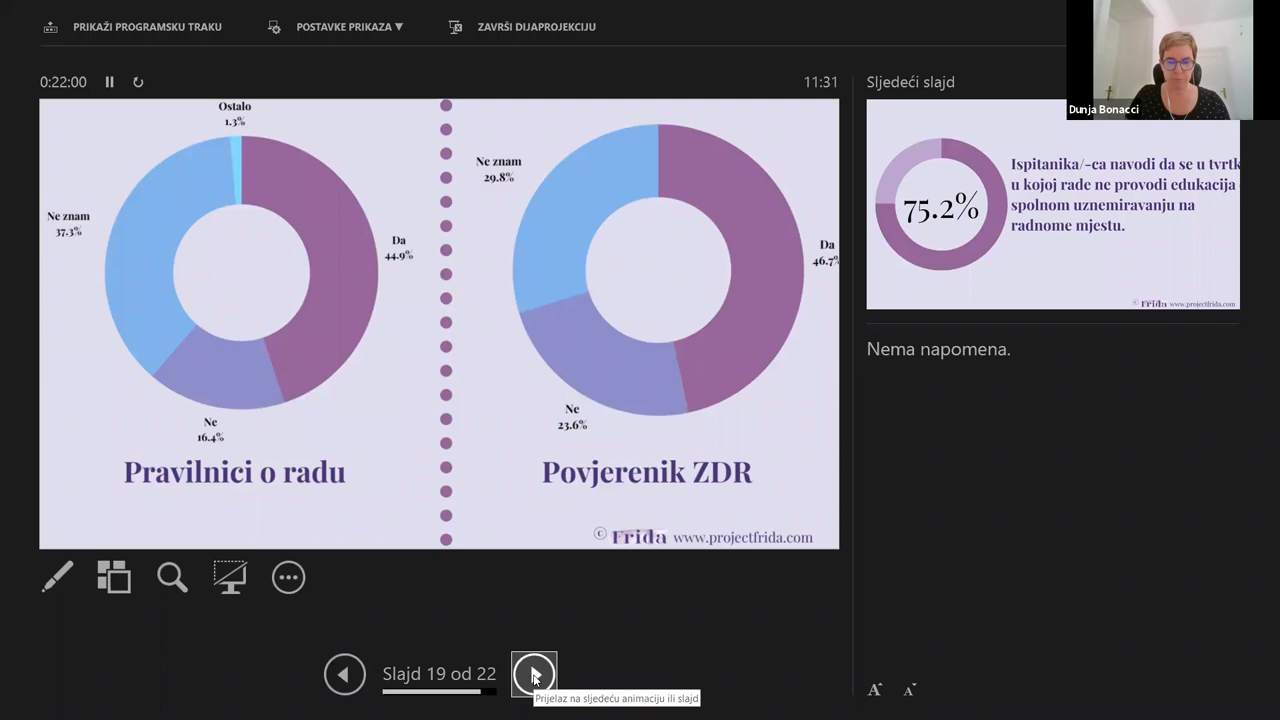 PRIKAŽI PROGRAMSKU TRAKU
POSTAVKE PRIKAZA ▼
ZAVRŠI DIJAPROJEKCIJU
0:22:00
11:31
Sljedeći slajd
Dunja Bonacci
Ostalo
1.3%
Ne znam
37.3%
Da
44.9%
Ne
16.4%
Pravilnici o radu
Ne znam
29.8%
Da
46.7%
Ne
23.6%
Povjerenik ZDR
© Frida www.projectfrida.com
75.2%
Ispitanika/-ca navodi da se u tvrtk
u kojoj rade ne provodi edukacija
spolnom uznemiravanju na
radnome mjestu.
© Frida www.projectfrida.com
Nema napomena.
Slajd 19 od 22
Prijelaz na sljedeću animaciju ili slajd
A A